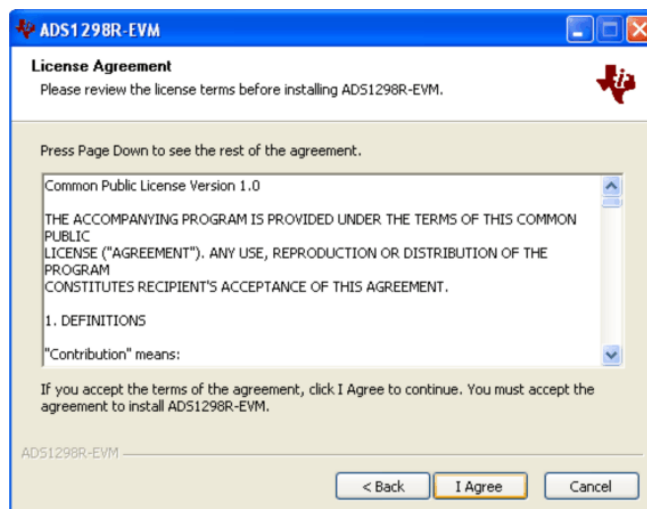 ADS1298R-EVM
License Agreement
Please review the license terms before installing ADS1298R-EVM.
Press Page Down to see the rest of the agreement.
Common Public License Version 1.0
THE ACCOMPANYING PROGRAM IS PROVIDED UNDER THE TERMS OF THIS COMMON
PUBLIC
LICENSE ("AGREEMENT"). ANY USE, REPRODUCTION OR DISTRIBUTION OF THE
PROGRAM
CONSTITUTES RECIPIENT'S ACCEPTANCE OF THIS AGREEMENT.
1. DEFINITIONS
"Contribution" means:
If you accept the terms of the agreement, click I Agree to continue. You must accept the
agreement to install ADS1298R-EVM.
ADS1298R-EVM
< Back I Agree Cancel